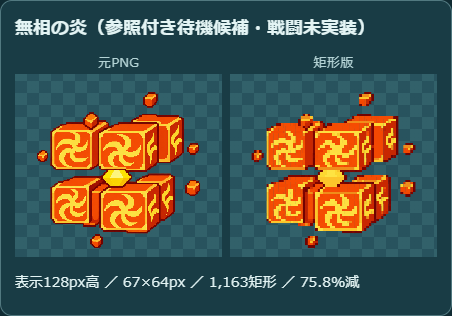 無相の炎（参照付き待機候補・戦闘未実装）
元PNG
矩形版
表示128px高 ／ 67×64px ／ 1,163矩形 ／ 75.8%減